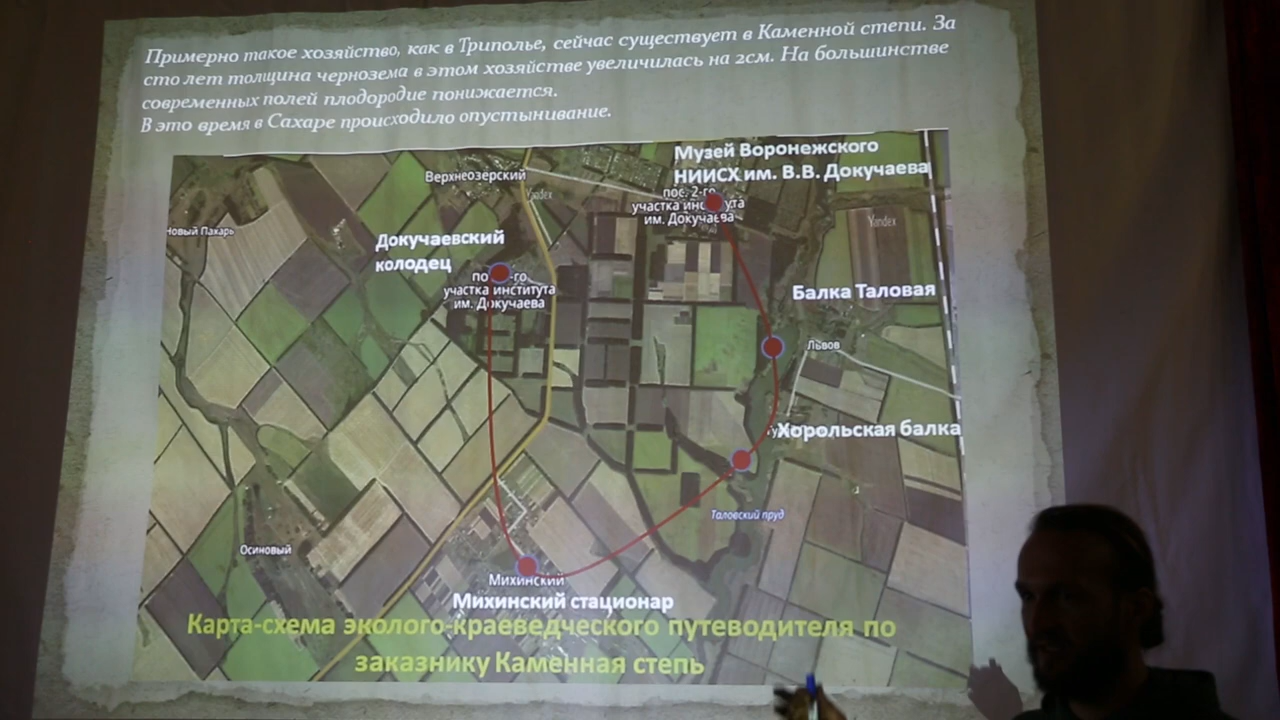 Примерно такое хозяйство, как в Триполье, сейчас существует в Каменной степи. За
сто лет толщина чернозема в этом хозяйстве увеличилась на 2см. На большинстве
современных полей плодородие понижается.
В это время в Сахаре происходило опустынивание.
Музей Воронежского
НИИСХ им. В.В. Докучаева
Верхнеозерский
пос. 2-го
участка института
им. Докучаева
Yandex
Yandex
Новый Пахарь
Докучаевский
колодец
участка института
им. Докучаева
Балка Таловая
Львов
Хорольская балка
Таловский пруд
Осиновый
Михинский
Михинский стационар
Карта-схема эколого-краеведческого путеводителя по
заказнику Каменная степь